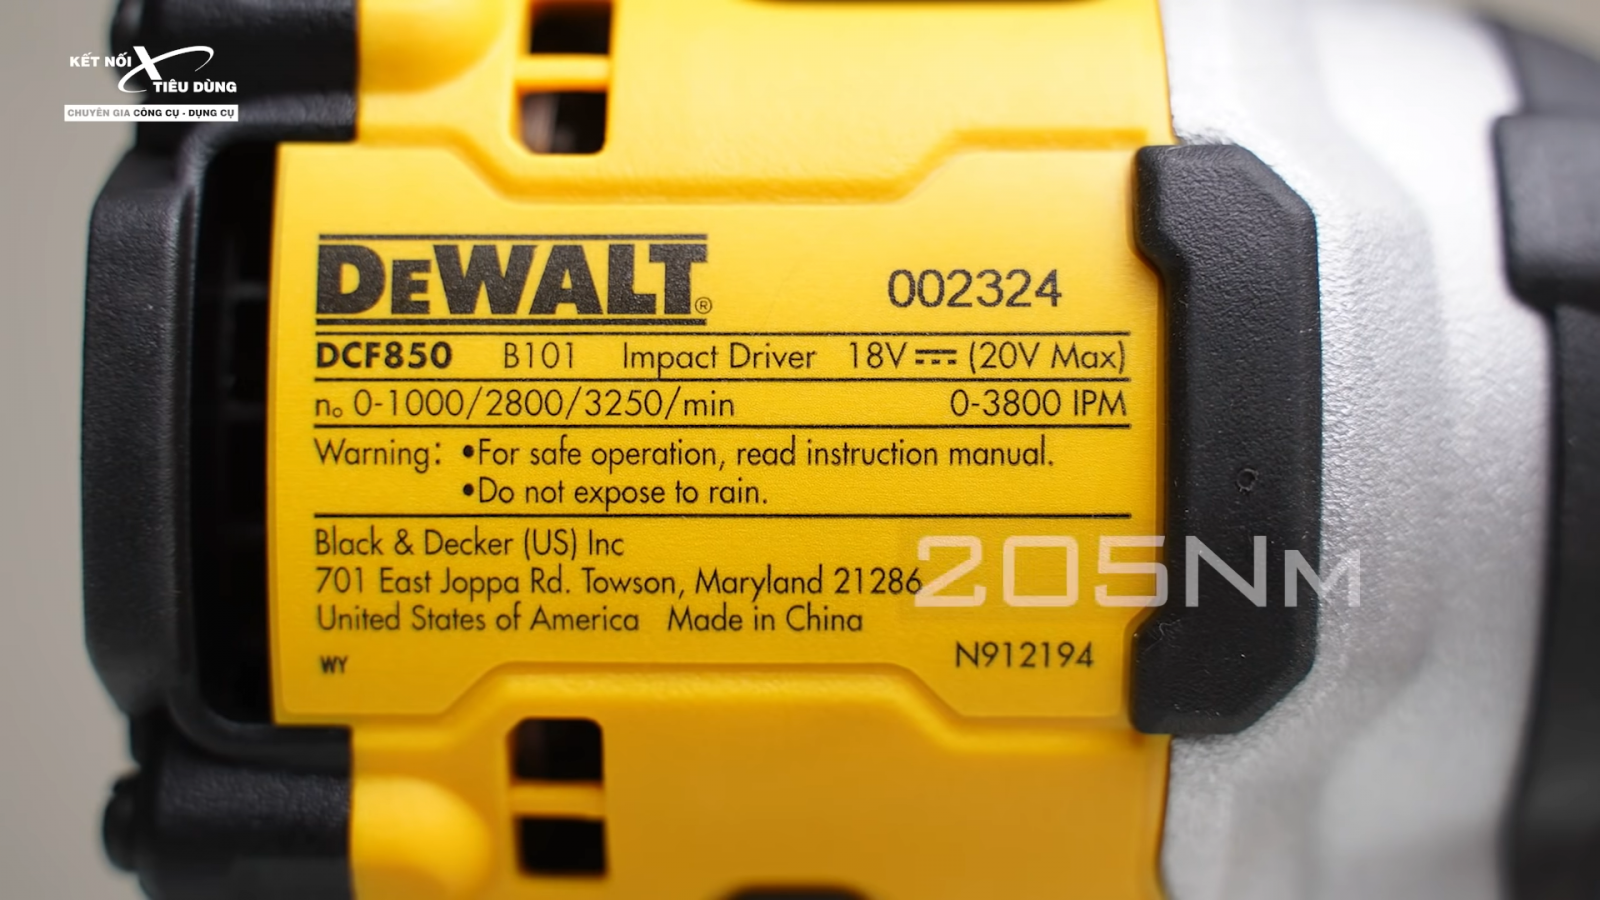 KẾT NỐI
TIÊU DÙNG
CHUYÊN GIA CÔNG CỤ - DỤNG CỤ
DEWALT®
002324
DCF850 B101 Impact Driver 18V ⎓ (20V Max)
n₀ 0-1000/2800/3250/min 0-3800 IPM
Warning: •For safe operation, read instruction manual.
•Do not expose to rain.
Black & Decker (US) Inc
701 East Joppa Rd. Towson, Maryland 21286
205NM
United States of America Made in China
WY
N912194